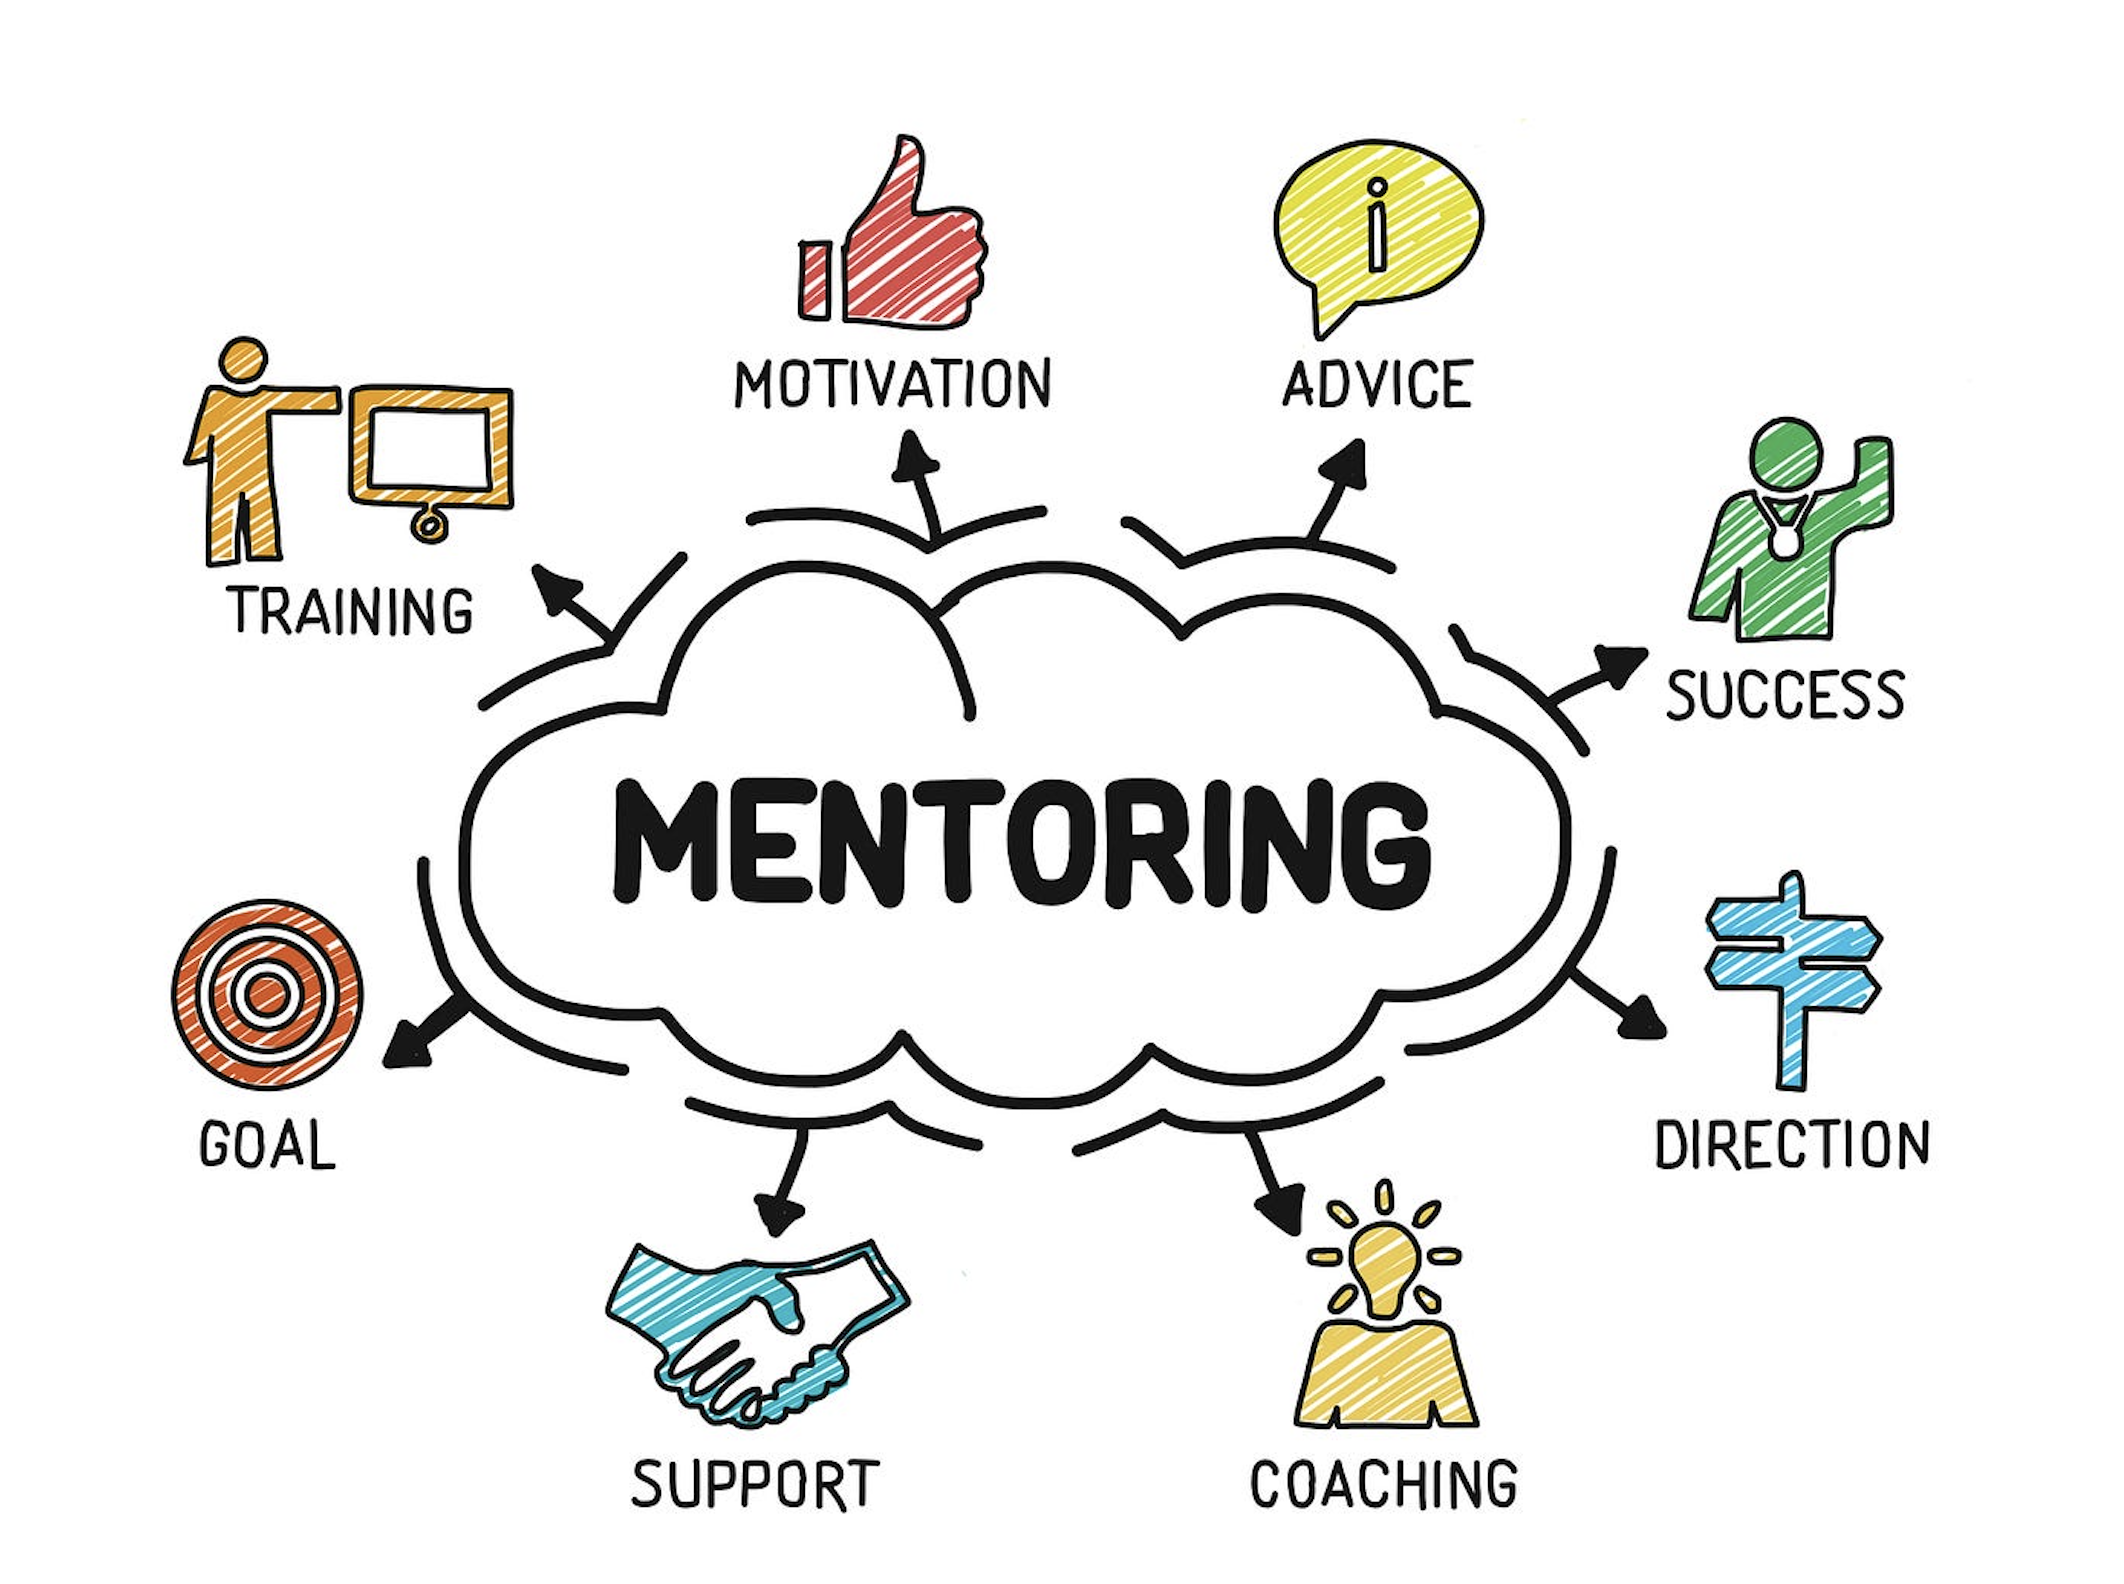 MOTIVATION
ADVICE
TRAINING
SUCCESS
MENTORING
GOAL
DIRECTION
SUPPORT
COACHING